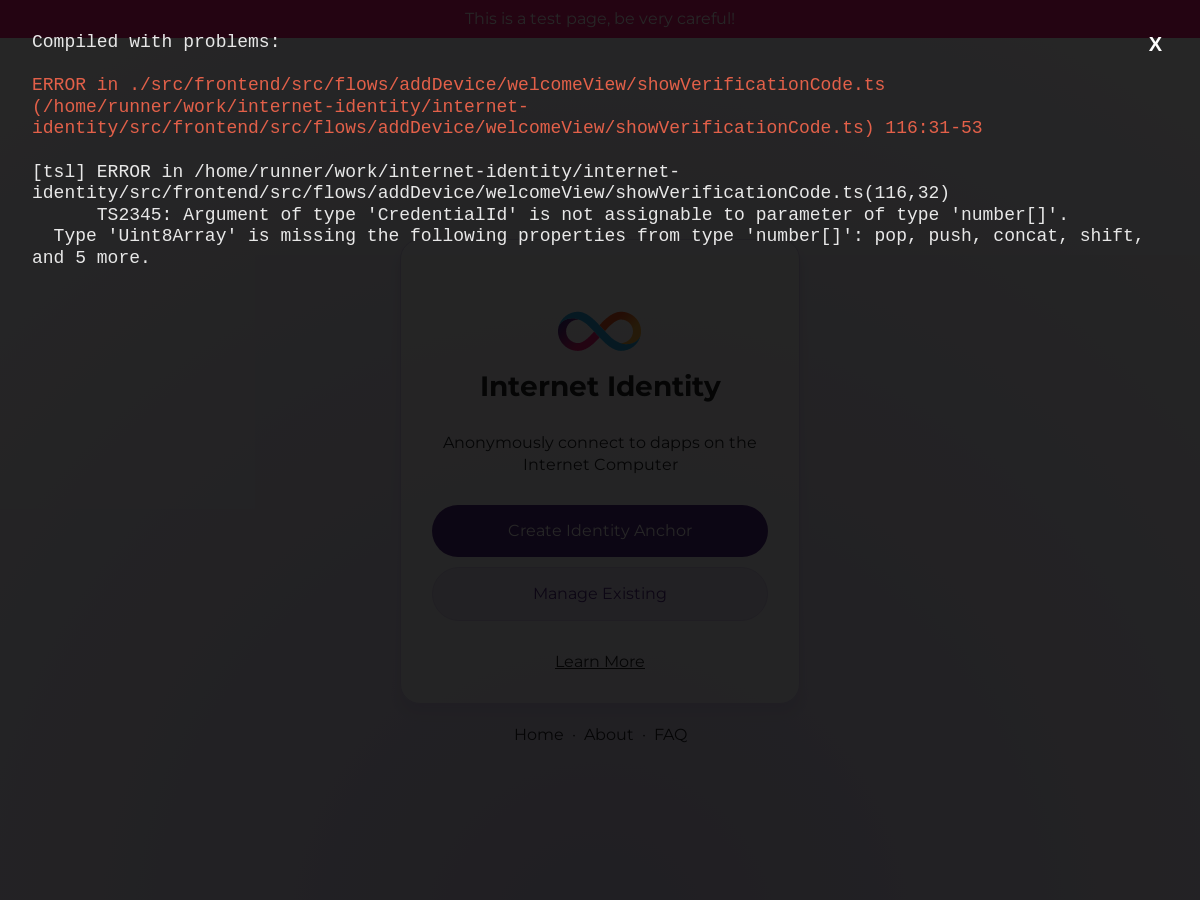 This is a test page, be very careful!
Compiled with problems:
X
ERROR in ./src/frontend/src/flows/addDevice/welcomeView/showVerificationCode.ts
(/home/runner/work/internet-identity/internet-
identity/src/frontend/src/flows/addDevice/welcomeView/showVerificationCode.ts) 116:31-53
[tsl] ERROR in /home/runner/work/internet-identity/internet-
identity/src/frontend/src/flows/addDevice/welcomeView/showVerificationCode.ts(116,32)
TS2345: Argument of type 'CredentialId' is not assignable to parameter of type 'number[]'.
Type 'Uint8Array' is missing the following properties from type 'number[]': pop, push, concat, shift,
and 5 more.
Internet Identity
Anonymously connect to dapps on the
Internet Computer
Create Identity Anchor
Manage Existing
Learn More
Home · About · FAQ